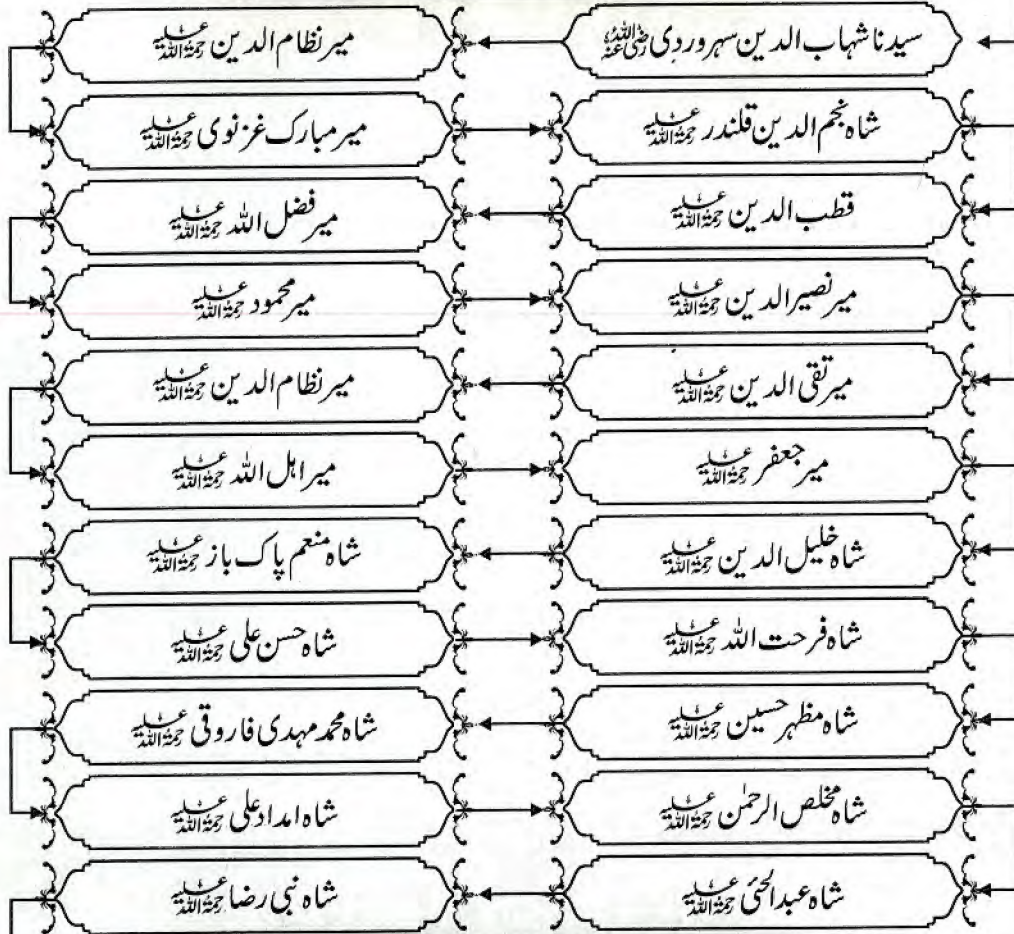 سیدنا شہاب الدین سہروردی رضی اللہ عنہ
میر نظام الدین رحمۃ اللہ علیہ
میر مبارک غزنوی رحمۃ اللہ علیہ
شاہ نجم الدین قلندر رحمۃ اللہ علیہ
قطب الدین رحمۃ اللہ علیہ
میر فضل اللہ رحمۃ اللہ علیہ
میر محمود رحمۃ اللہ علیہ
میر نصیر الدین رحمۃ اللہ علیہ
میر تقی الدین رحمۃ اللہ علیہ
میر نظام الدین رحمۃ اللہ علیہ
میر اہل اللہ رحمۃ اللہ علیہ
میر جعفر رحمۃ اللہ علیہ
شاہ خلیل الدین رحمۃ اللہ علیہ
شاہ منعم پاک باز رحمۃ اللہ علیہ
شاہ حسن علی رحمۃ اللہ علیہ
شاہ فرحت اللہ رحمۃ اللہ علیہ
شاہ مظہر حسین رحمۃ اللہ علیہ
شاہ محمد مہدی فاروقی رحمۃ اللہ علیہ
شاہ امداد علی رحمۃ اللہ علیہ
شاہ مخلص الرحمٰن رحمۃ اللہ علیہ
شاہ عبدالحئی رحمۃ اللہ علیہ
شاہ نبی رضا رحمۃ اللہ علیہ